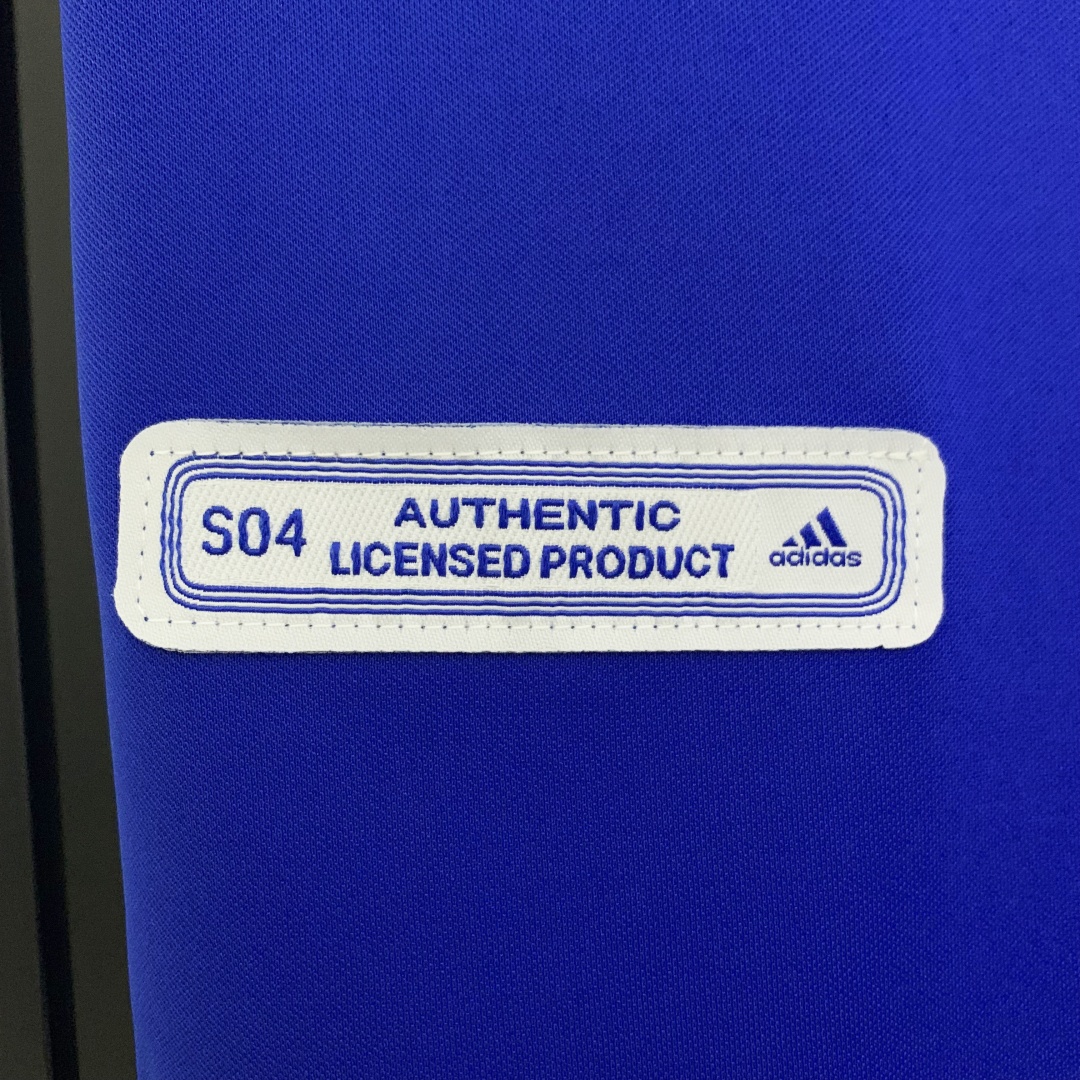 S04
AUTHENTIC
LICENSED PRODUCT
adidas